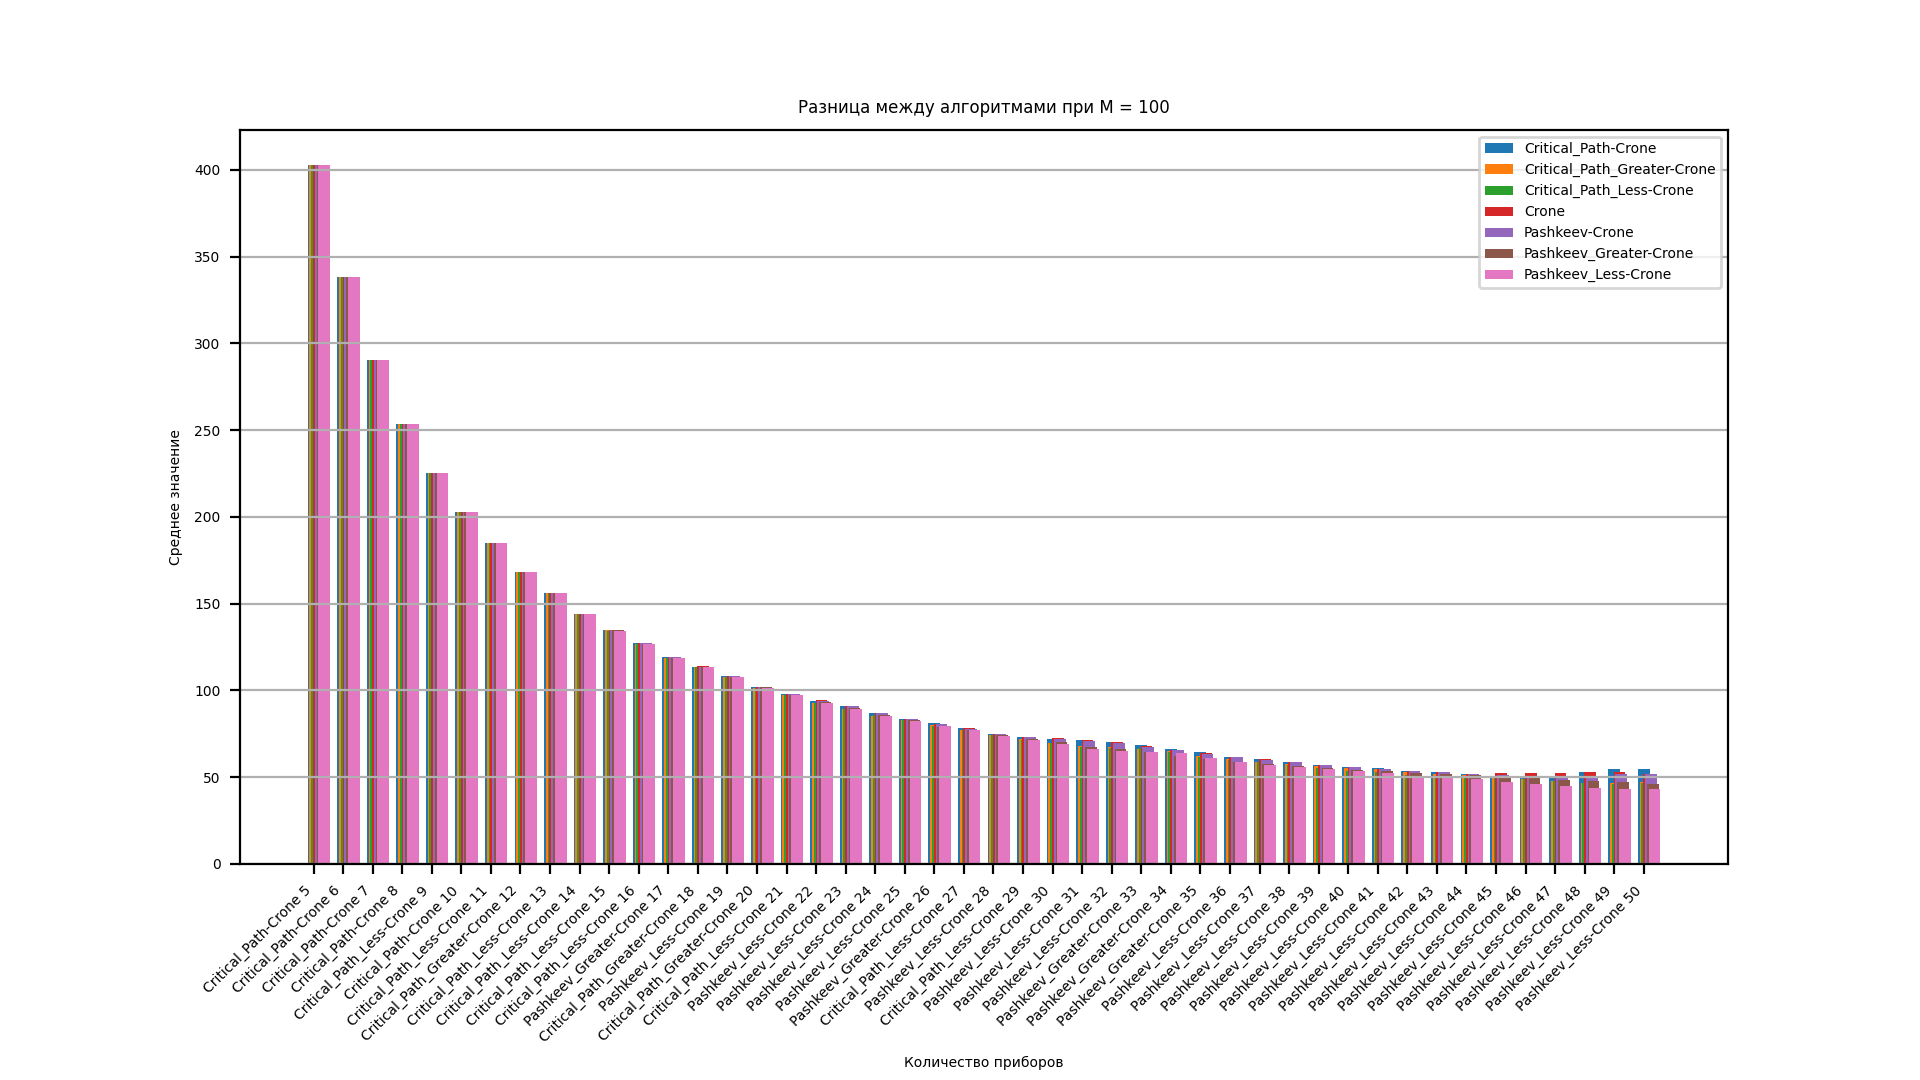 Разница между алгоритмами при M = 100
Среднее значение
400
350
300
250
200
150
100
50
0
Critical_Path-Crone
Critical_Path_Greater-Crone
Critical_Path_Less-Crone
Crone
Pashkeev-Crone
Pashkeev_Greater-Crone
Pashkeev_Less-Crone
Critical_Path-Crone 5
Critical_Path-Crone 6
Critical_Path-Crone 7
Critical_Path-Crone 8
Critical_Path_Less-Crone 9
Critical_Path-Crone 10
Critical_Path_Less-Crone 11
Critical_Path_Greater-Crone 12
Critical_Path_Less-Crone 13
Critical_Path_Less-Crone 14
Critical_Path_Less-Crone 15
Critical_Path_Less-Crone 16
Pashkeev_Greater-Crone 17
Critical_Path_Greater-Crone 18
Pashkeev_Less-Crone 19
Critical_Path_Greater-Crone 20
Critical_Path_Less-Crone 21
Pashkeev_Less-Crone 22
Pashkeev_Less-Crone 23
Pashkeev_Less-Crone 24
Pashkeev_Less-Crone 25
Pashkeev_Greater-Crone 26
Critical_Path_Less-Crone 27
Pashkeev_Less-Crone 28
Critical_Path_Less-Crone 29
Pashkeev_Less-Crone 30
Pashkeev_Less-Crone 31
Pashkeev_Less-Crone 32
Pashkeev_Greater-Crone 33
Pashkeev_Greater-Crone 34
Pashkeev_Greater-Crone 35
Pashkeev_Less-Crone 36
Pashkeev_Less-Crone 37
Pashkeev_Less-Crone 38
Pashkeev_Less-Crone 39
Pashkeev_Less-Crone 40
Pashkeev_Less-Crone 41
Pashkeev_Less-Crone 42
Pashkeev_Less-Crone 43
Pashkeev_Less-Crone 44
Pashkeev_Less-Crone 45
Pashkeev_Less-Crone 46
Pashkeev_Less-Crone 47
Pashkeev_Less-Crone 48
Pashkeev_Less-Crone 49
Pashkeev_Less-Crone 50
Количество приборов